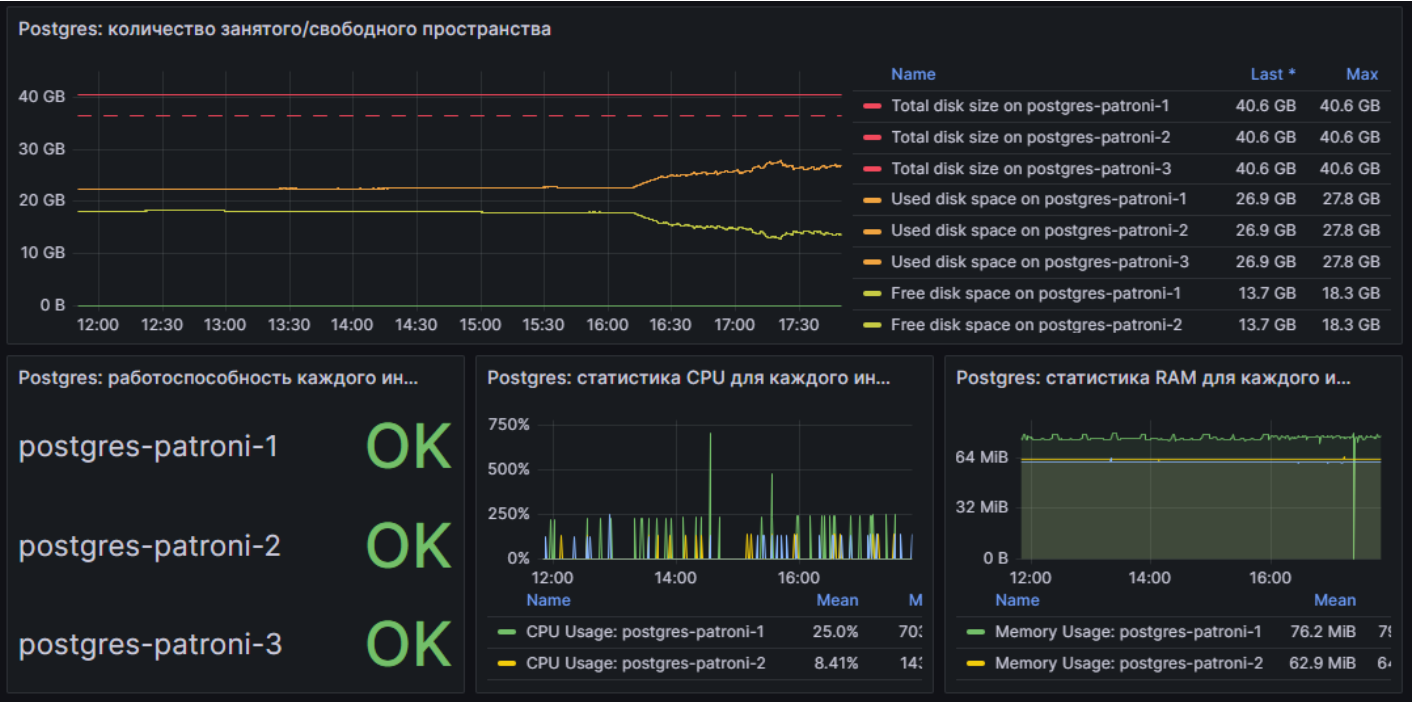 Postgres: количество занятого/свободного пространства
40 GB
30 GB
20 GB
10 GB
0 B
12:00 12:30 13:00 13:30 14:00 14:30 15:00 15:30 16:00 16:30 17:00 17:30
Name Last * Max
Total disk size on postgres-patroni-1 40.6 GB 40.6 GB
Total disk size on postgres-patroni-2 40.6 GB 40.6 GB
Total disk size on postgres-patroni-3 40.6 GB 40.6 GB
Used disk space on postgres-patroni-1 26.9 GB 27.8 GB
Used disk space on postgres-patroni-2 26.9 GB 27.8 GB
Used disk space on postgres-patroni-3 26.9 GB 27.8 GB
Free disk space on postgres-patroni-1 13.7 GB 18.3 GB
Free disk space on postgres-patroni-2 13.7 GB 18.3 GB
Postgres: работоспособность каждого ин...
postgres-patroni-1 OK
postgres-patroni-2 OK
postgres-patroni-3 OK
Postgres: статистика CPU для каждого ин...
750%
500%
250%
0%
12:00 14:00 16:00
Name Mean M
CPU Usage: postgres-patroni-1 25.0% 703
CPU Usage: postgres-patroni-2 8.41% 143
Postgres: статистика RAM для каждого и...
64 MiB
32 MiB
0 B
12:00 14:00 16:00
Name Mean
Memory Usage: postgres-patroni-1 76.2 MiB 79
Memory Usage: postgres-patroni-2 62.9 MiB 64